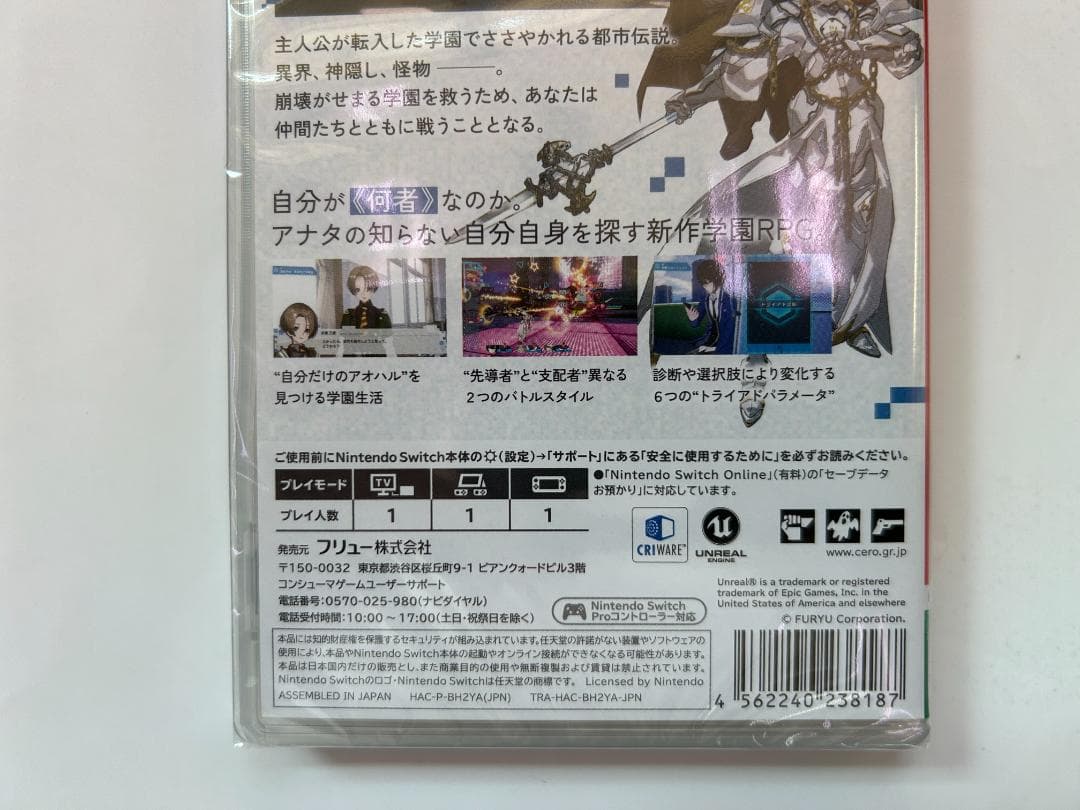 主人公が転入した学園でささやかれる都市伝説。
異界、神隠し、怪物 ―――。
崩壊がせまる学園を救うため、あなたは
仲間たちとともに戦うこととなる。
自分が《何者》なのか。
アナタの知らない自分自身を探す新作学園RPG
トライアド診断
“自分だけのアオハル”を
見つける学園生活
“先導者”と“支配者”異なる
2つのバトルスタイル
診断や選択肢により変化する
6つの“トライアドパラメータ”
ご使用前にNintendo Switch本体の(設定)→「サポート」にある「安全に使用するために」を必ずお読みください。
プレイモード TV
プレイ人数 1 1 1
●「Nintendo Switch Online」(有料)の「セーブデータ
お預かり」に対応しています。
CRIWARE™
UNREAL
ENGINE
www.cero.gr.jp
発売元 フリュー株式会社
〒150-0032 東京都渋谷区桜丘町9-1 ピアンクォードビル3階
コンシューマゲームユーザーサポート
電話番号:0570-025-980(ナビダイヤル)
電話受付時間:10:00～17:00(土日・祝祭日を除く)
Nintendo Switch
Proコントローラー対応
Unreal® is a trademark or registered
trademark of Epic Games, Inc. in the
United States of America and elsewhere
© FURYU Corporation.
本品には知的財産権を保護するセキュリティが組み込まれています。任天堂の許諾がない装置やソフトウェアの
使用により、本品やNintendo Switch本体の起動やオンライン接続ができなくなる可能性があります。
本品は日本国内だけの販売とし、また商業目的の使用や無断複製および賃貸は禁止されています。
Nintendo Switchのロゴ・Nintendo Switchは任天堂の商標です。 Licensed by Nintendo
ASSEMBLED IN JAPAN HAC-P-BH2YA(JPN) TRA-HAC-BH2YA-JPN
4 562240 238187